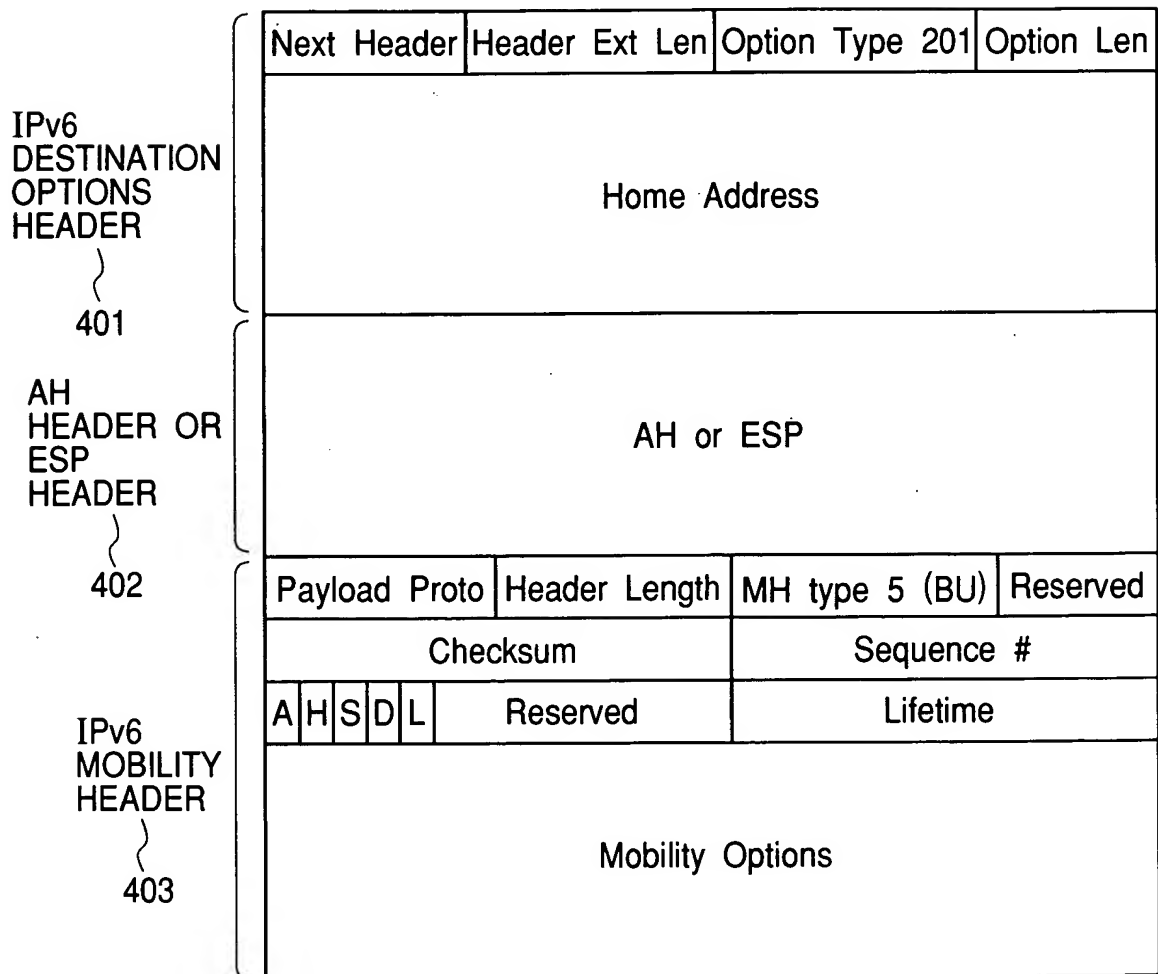 Next Header Header Ext Len Option Type 201 Option Len
IPv6
DESTINATION
OPTIONS
HEADER
401
Home Address
AH
HEADER OR
ESP
HEADER
402
AH or ESP
IPv6
MOBILITY
HEADER
403
Payload Proto Header Length MH type 5 (BU) Reserved
Checksum Sequence #
A H S D L Reserved Lifetime
Mobility Options